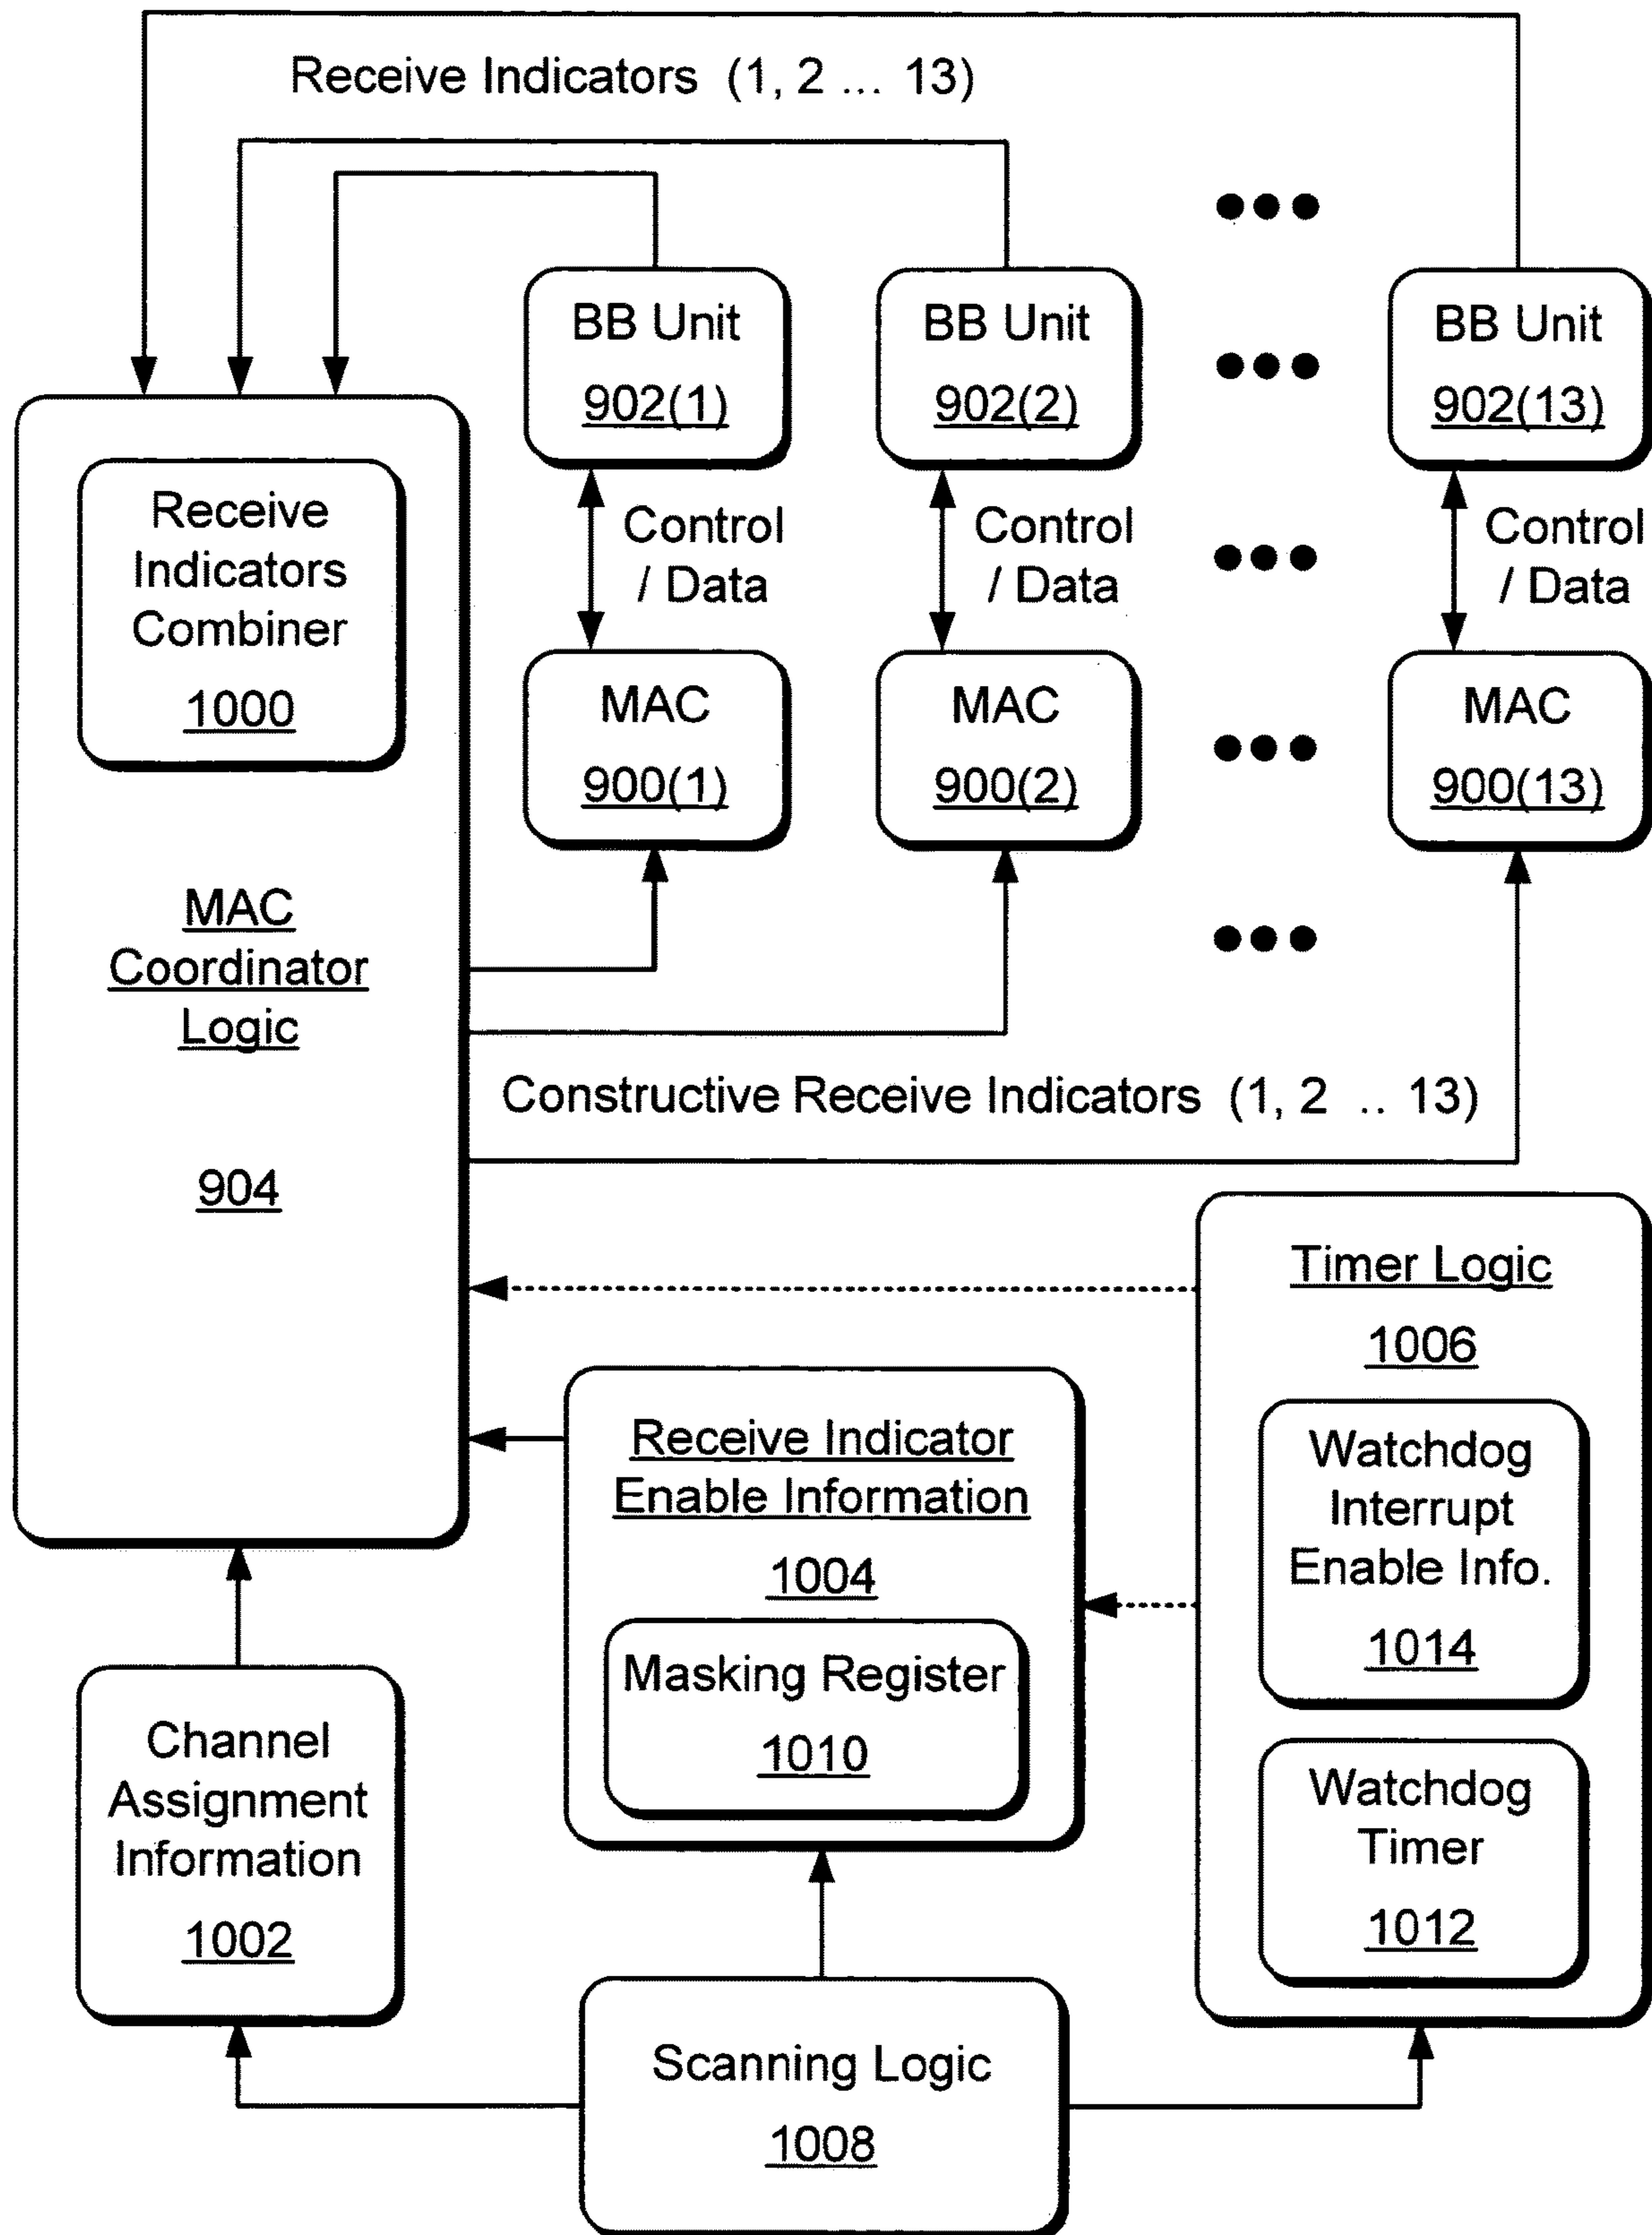 Receive Indicators (1, 2 ... 13)
BB Unit
902(1)
BB Unit
902(2)
BB Unit
902(13)
Receive
Indicators
Combiner
1000
Control
/ Data
Control
/ Data
Control
/ Data
MAC
900(1)
MAC
900(2)
MAC
900(13)
MAC
Coordinator
Logic
904
Constructive Receive Indicators (1, 2 .. 13)
Timer Logic
1006
Watchdog
Interrupt
Enable Info.
1014
Watchdog
Timer
1012
Receive Indicator
Enable Information
1004
Masking Register
1010
Channel
Assignment
Information
1002
Scanning Logic
1008